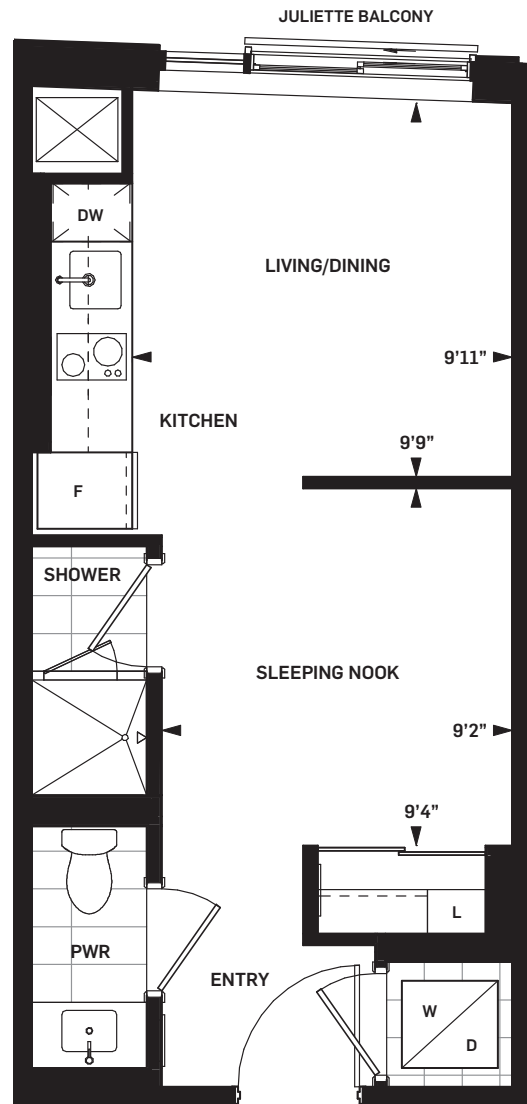 JULIETTE BALCONY
DW
LIVING/DINING
9’11”
KITCHEN
9’9”
F
SHOWER
SLEEPING NOOK
9’2”
9’4”
L
PWR
ENTRY
W
D